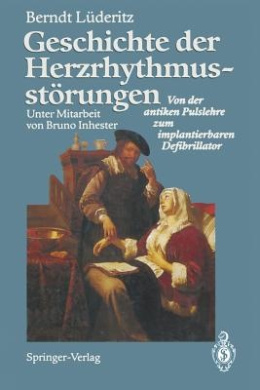 Berndt Lüderitz
Geschichte der
Herzrhythmus-
störungen
Unter Mitarbeit
von Bruno Inhester
Von der
antiken Pulslehre
zum
implantierbaren
Defibrillator
Springer-Verlag